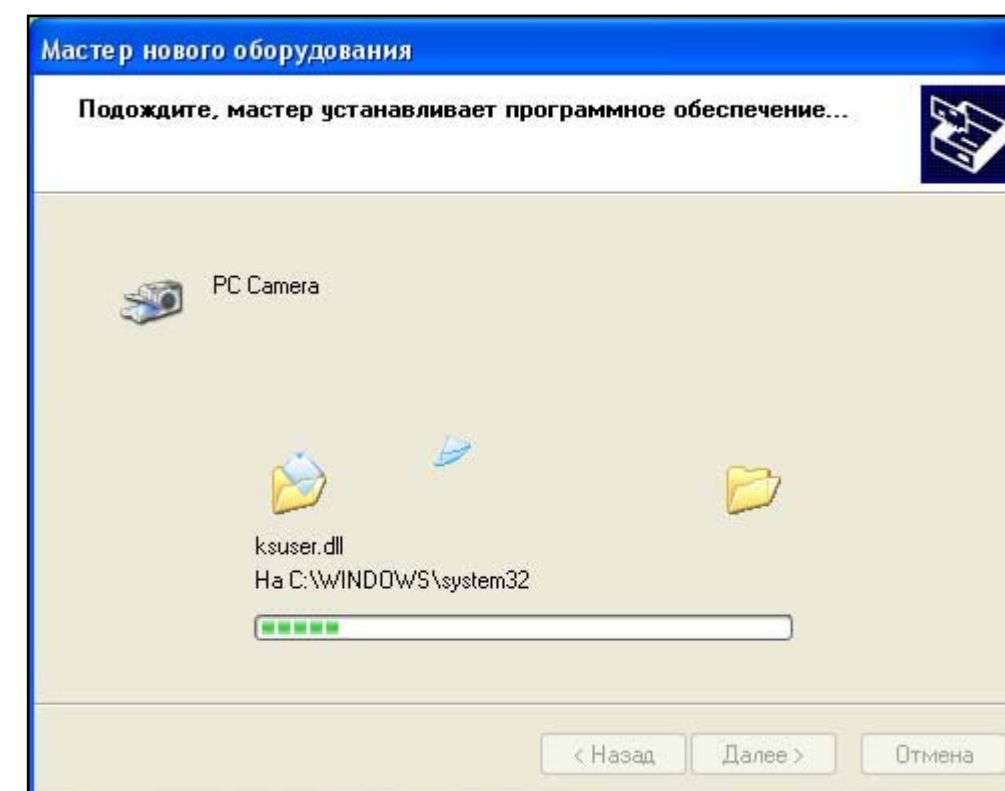 Мастер нового оборудования
Подождите, мастер устанавливает программное обеспечение...
PC Camera
ksuser.dll
На C:\WINDOWS\system32
< Назад
Далее >
Отмена